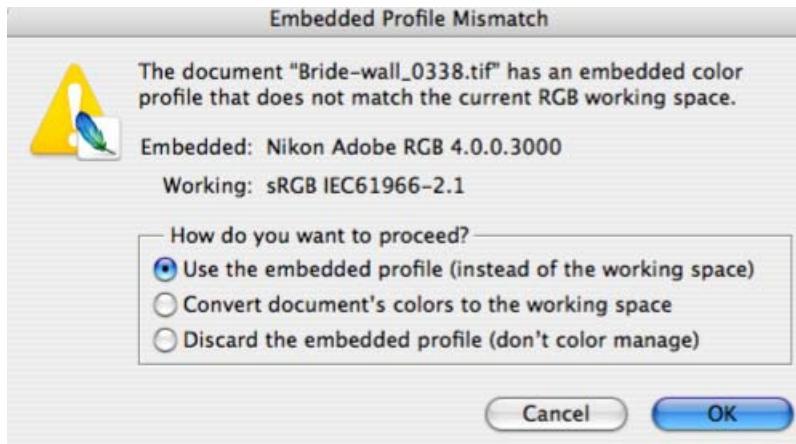 Embedded Profile Mismatch
The document “Bride-wall_0338.tif” has an embedded color
profile that does not match the current RGB working space.
Embedded: Nikon Adobe RGB 4.0.0.3000
Working: sRGB IEC61966-2.1
How do you want to proceed?
Use the embedded profile (instead of the working space)
Convert document's colors to the working space
Discard the embedded profile (don't color manage)
Cancel OK